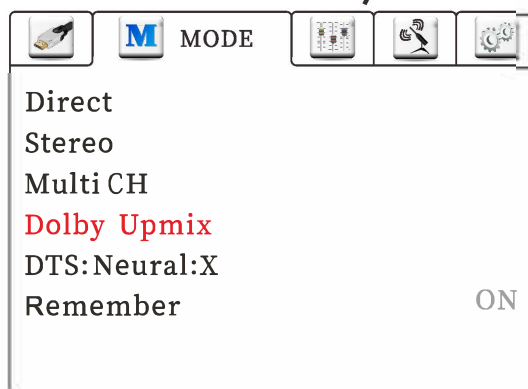 M MODE
Direct
Stereo
Multi CH
Dolby Upmix
DTS:Neural:X
Remember ON